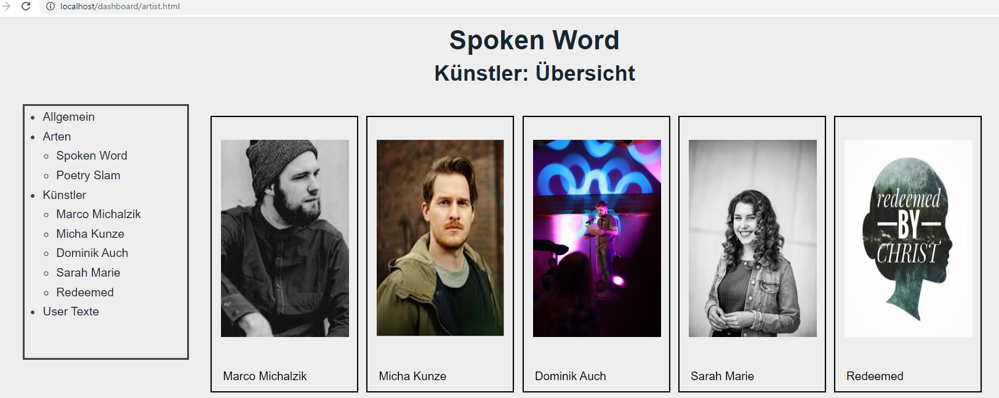 localhost/dashboard/artist.html
Spoken Word
Künstler: Übersicht
Allgemein
Arten
Spoken Word
Poetry Slam
Künstler
Marco Michalzik
Micha Kunze
Dominik Auch
Sarah Marie
Redeemed
User Texte
redeemed
BY
CHRIST
Marco Michalzik
Micha Kunze
Dominik Auch
Sarah Marie
Redeemed